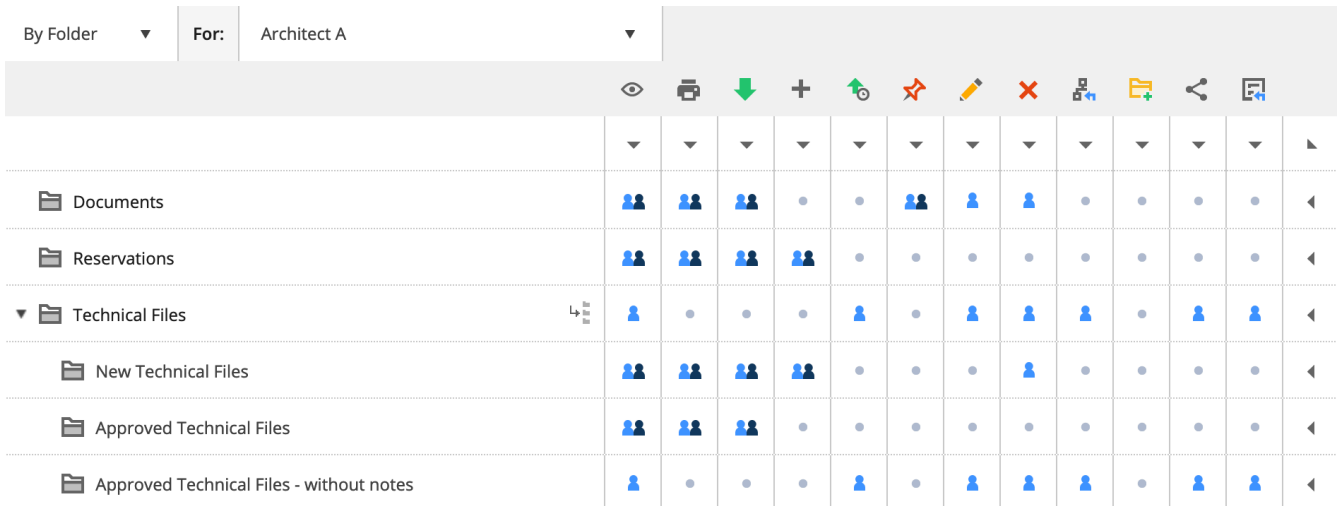 By Folder For: Architect A
Documents
Reservations
Technical Files
New Technical Files
Approved Technical Files
Approved Technical Files - without notes